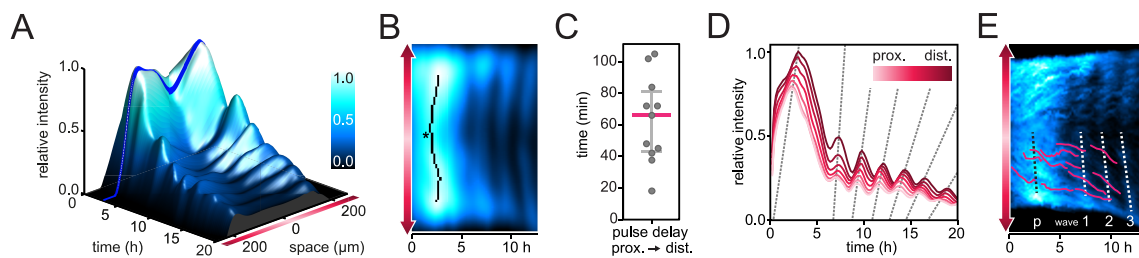 A
relative intensity
1.0
0.5
0.0
0
5
10
15
20
time (h)
200
0
200
space (µm)
1.0
0.5
0.0
B
*
0 5 10 h
C
time (min)
100
80
60
40
20
0
pulse delay
prox. → dist.
D
relative intensity
1.0
0.5
0.0
prox. dist.
0 5 10 15 20
time (h)
E
p wave 1 2 3
0 5 10 h